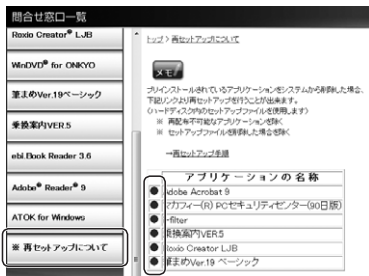 問合せ窓口一覧
Roxio Creator® LJB
WinDVD® for ONKYO
筆まめVer.19ベーシック
乗換案内VER.5
ebi.Book Reader 3.6
Adobe® Reader® 9
ATOK for Windows
※ 再セットアップについて
トップ > 再セットアップについて
メモ!
プリインストールされているアプリケーションをシステムから削除した場合、
下記リンクより再セットアップを行うことが出来ます。
(ハードディスク内のセットアップファイルを使用します)
※ 再配布不可能なアプリケーションを除く
※ セットアップファイルを削除した場合を除く
→再セットアップ手順
アプリケーションの名称
● Adobe Acrobat 9
● マカフィー(R) PCセキュリティセンター(90日版)
● i-filter
● 乗換案内VER5
● Roxio Creator LJB
● 筆まめVer.19 ベーシック